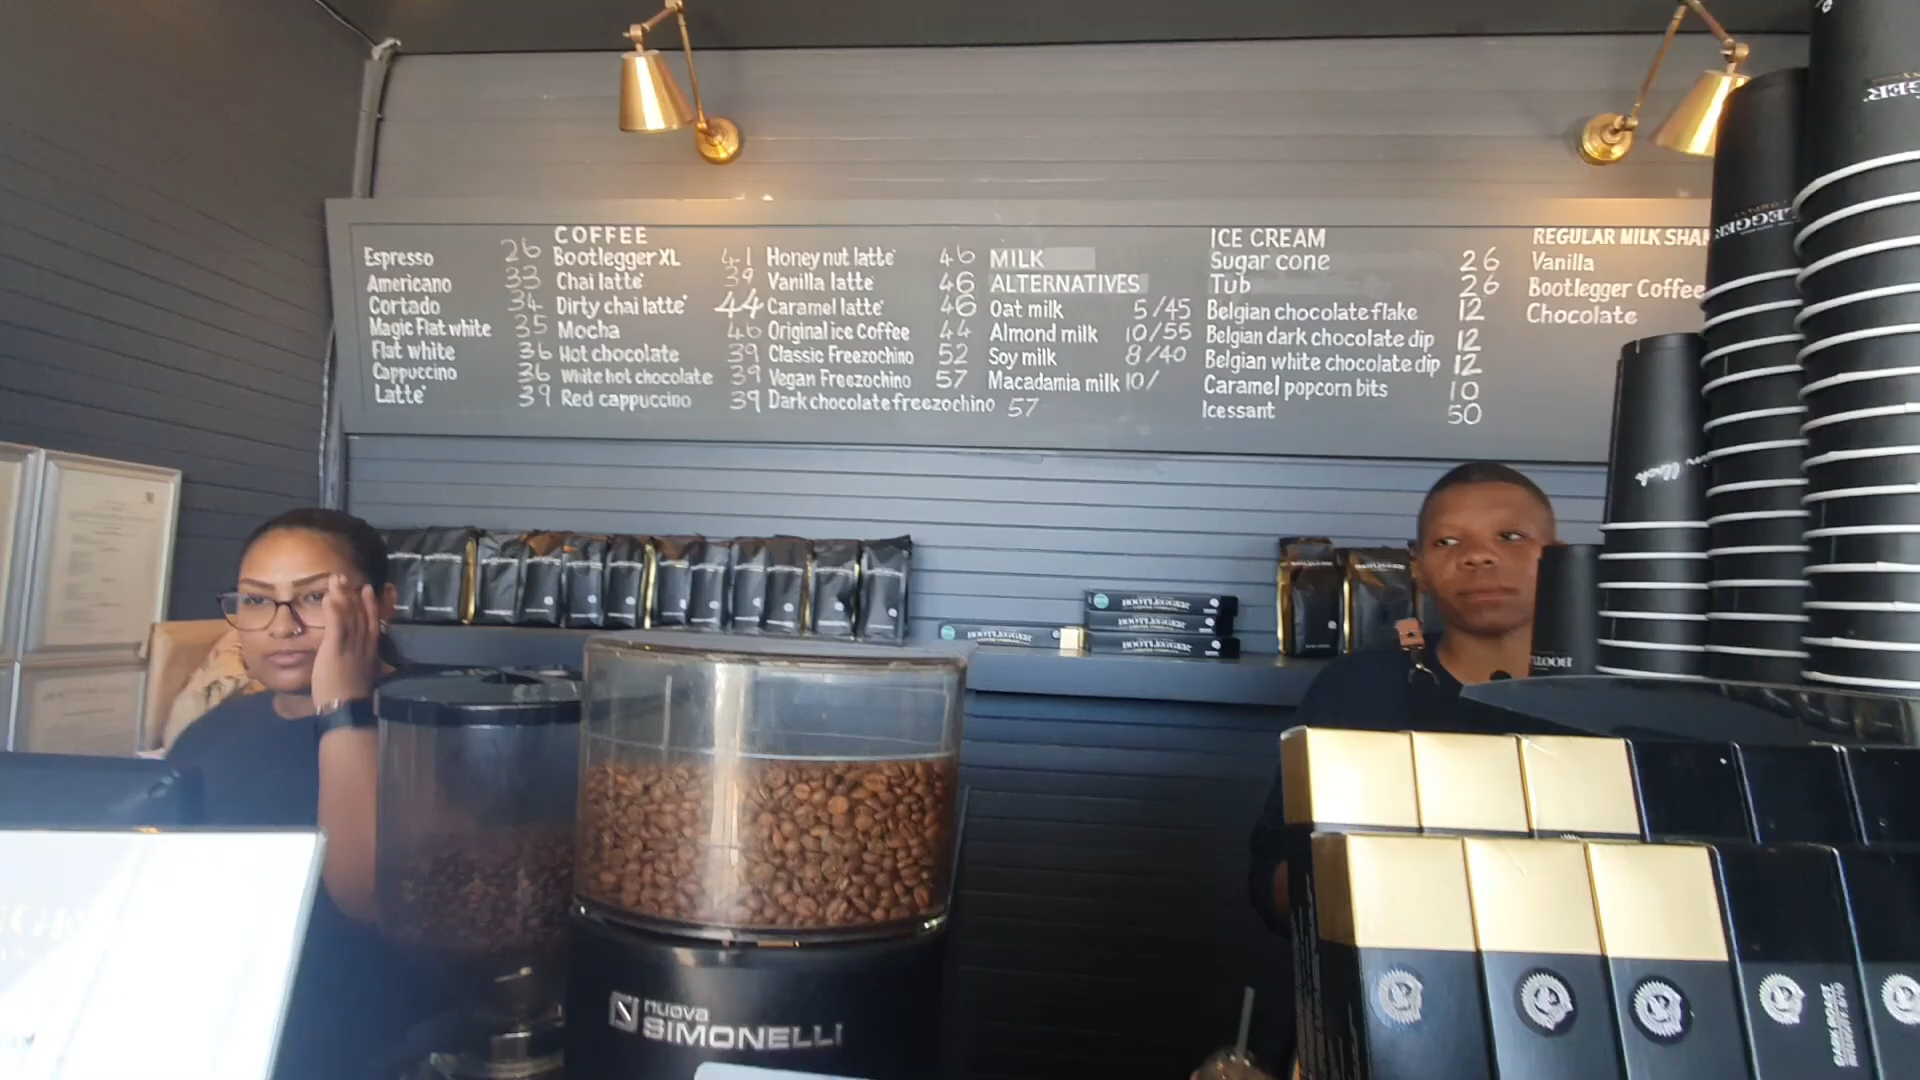 COFFEE
Espresso 26
Americano 33
Cortado 34
Magic Flat white 35
Flat white 36
Cappuccino 36
Latte 39
Bootlegger XL 41
Chai latte 39
Dirty chai latte 44
Mocha 46
Hot chocolate 39
White hot chocolate 39
Red cappuccino 39
Honey nut latte 46
Vanilla latte 46
Caramel latte 46
Original ice Coffee 44
Classic Freezochino 52
Vegan Freezochino 57
Dark chocolate freezochino 57
MILK
ALTERNATIVES
Oat milk 5/45
Almond milk 10/55
Soy milk 8/40
Macadamia milk 10/
ICE CREAM
Sugar cone 26
Tub 26
Belgian chocolate flake 12
Belgian dark chocolate dip 12
Belgian white chocolate dip 12
Caramel popcorn bits 10
Icessant 50
REGULAR MILK SHA
Vanilla
Bootlegger Coffee
Chocolate
BOOTLEGGER
BOOTLEGGER
BOOTLEGGER
BOOTLEGGER
nuova
SIMONELLI
DARK ROAST